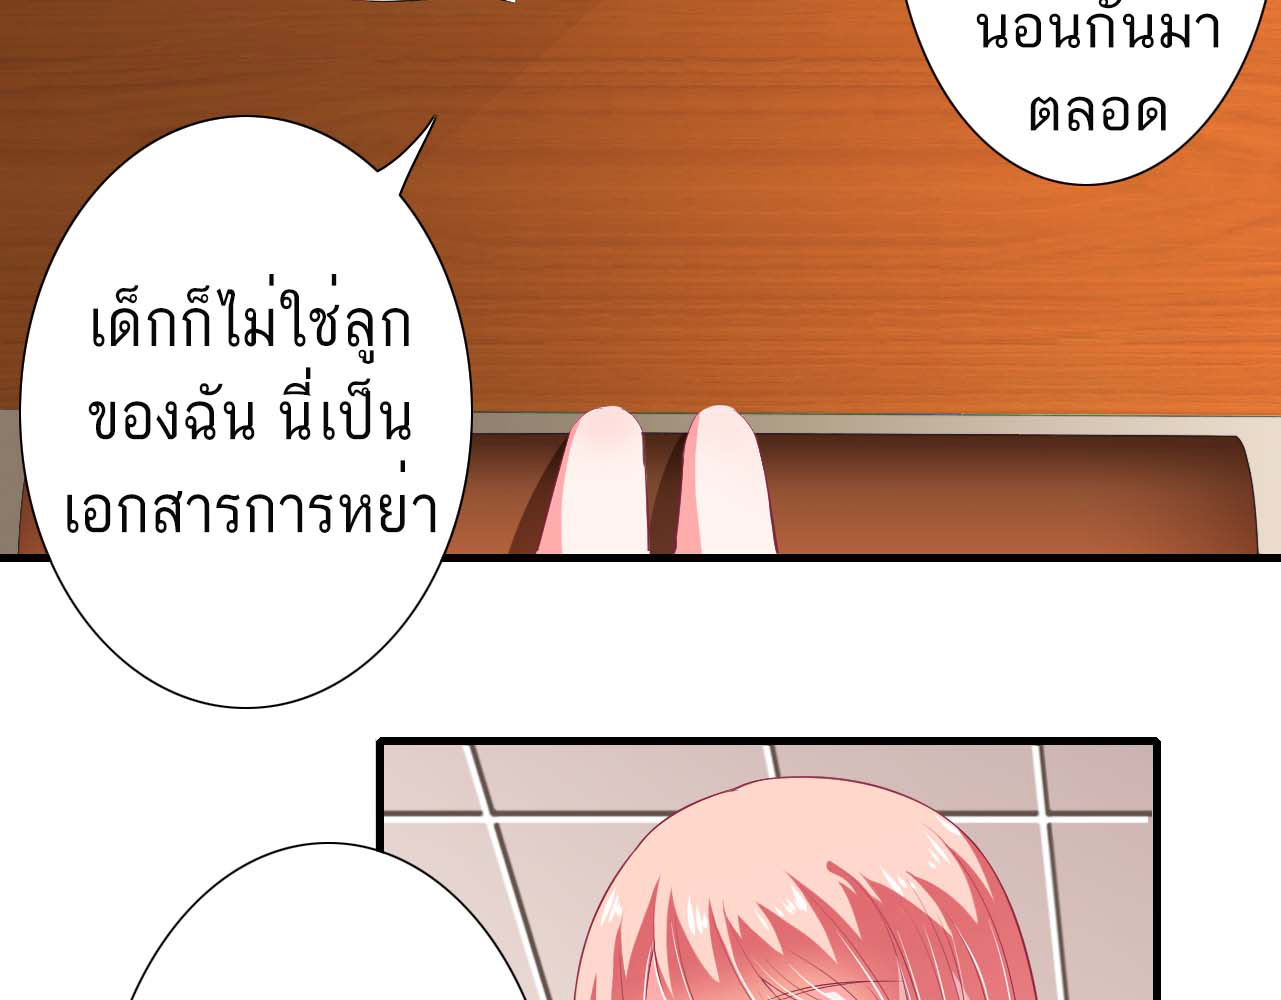 นอนกันมา
ตลอด
เด็กก็ไม่ใช่ลูก
ของฉัน นี่เป็น
เอกสารการหย่า